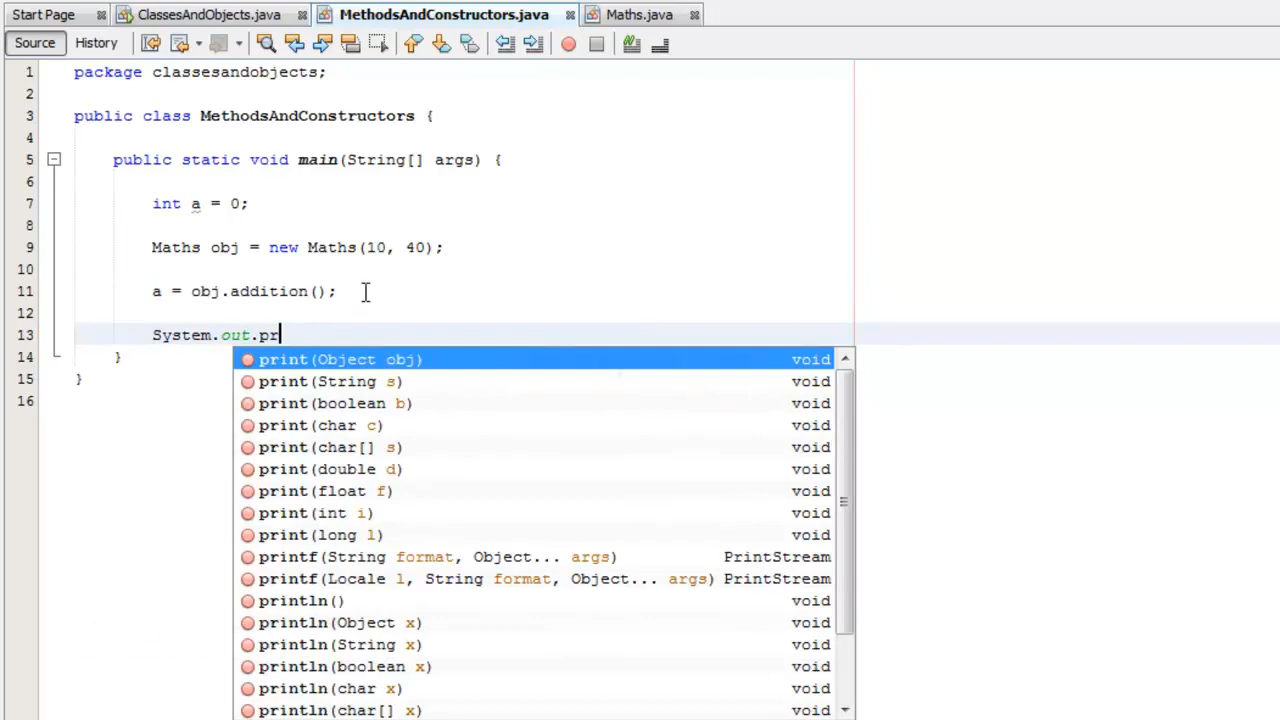 Start Page ClassesAndObjects.java MethodsAndConstructors.java Maths.java
Source History
1 package classesandobjects;
2
3 public class MethodsAndConstructors {
4
5 public static void main(String[] args) {
6
7 int a = 0;
8
9 Maths obj = new Maths(10, 40);
10
11 a = obj.addition();
12
13 System.out.pr
14 }
15 }
16
print(Object obj) void
print(String s) void
print(boolean b) void
print(char c) void
print(char[] s) void
print(double d) void
print(float f) void
print(int i) void
print(long l) void
printf(String format, Object... args) PrintStream
printf(Locale l, String format, Object... args) PrintStream
println() void
println(Object x) void
println(String x) void
println(boolean x) void
println(char x) void
println(char[] x) void